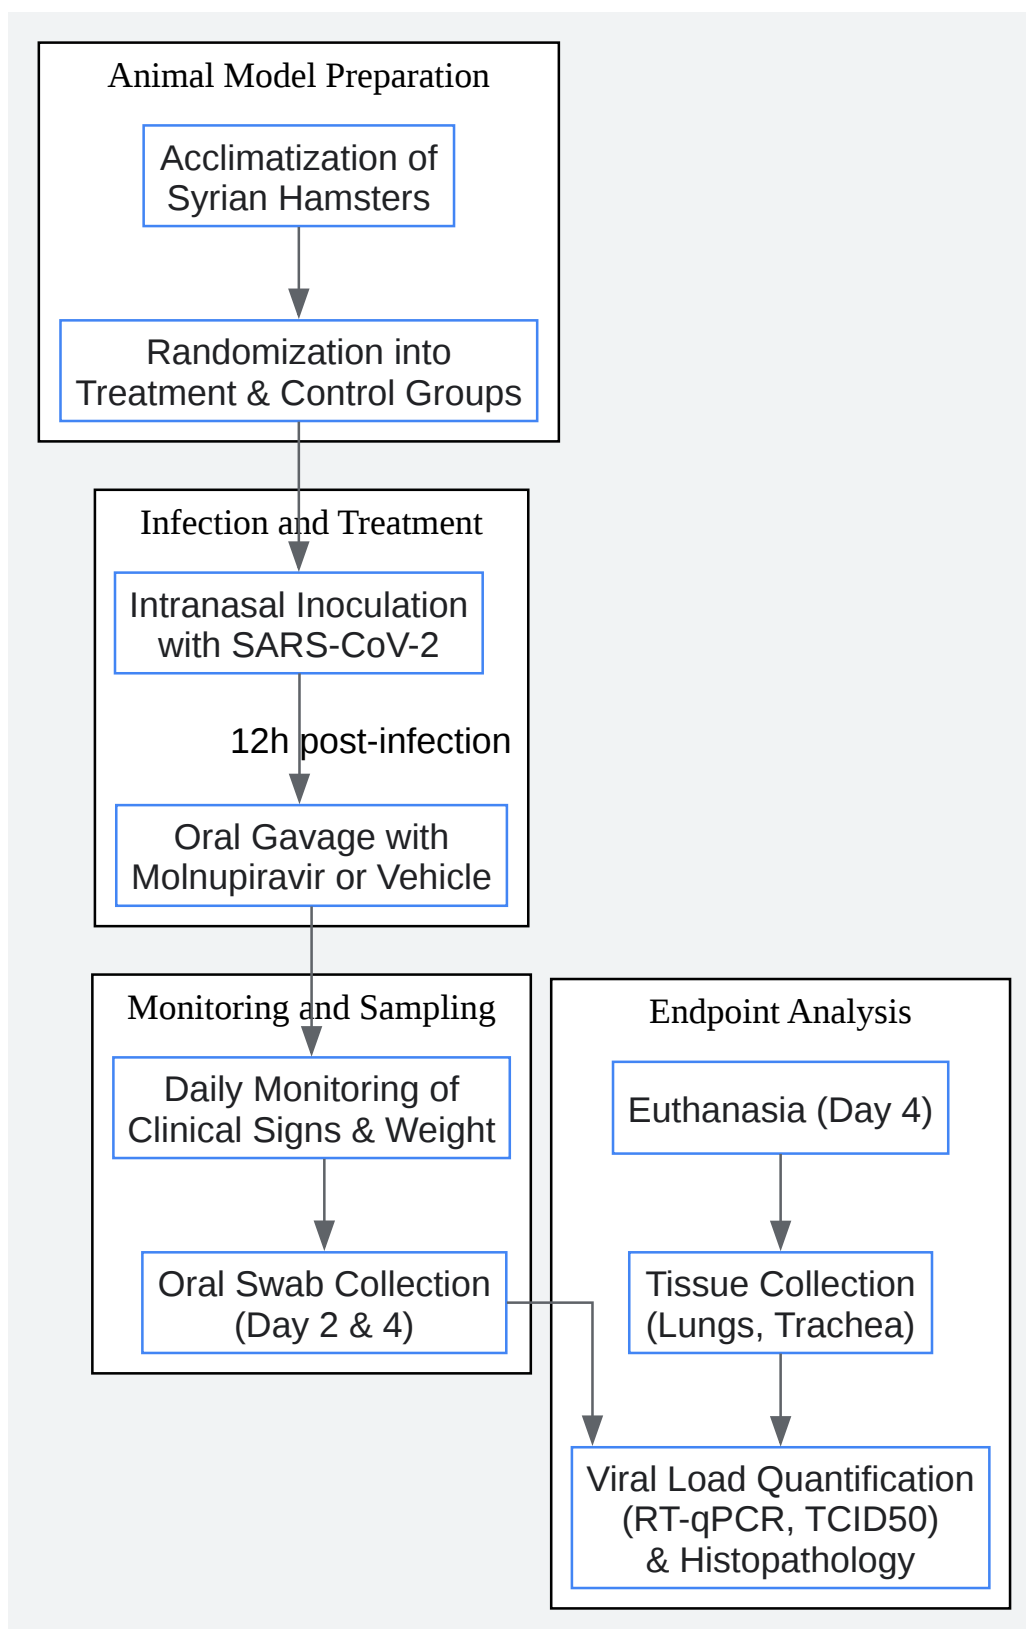 Animal Model Preparation
Acclimatization of
Syrian Hamsters
Randomization into
Treatment & Control Groups
Infection and Treatment
Intranasal Inoculation
with SARS-CoV-2
12h post-infection
Oral Gavage with
Molnupiravir or Vehicle
Monitoring and Sampling
Daily Monitoring of
Clinical Signs & Weight
Oral Swab Collection
(Day 2 & 4)
Endpoint Analysis
Euthanasia (Day 4)
Tissue Collection
(Lungs, Trachea)
Viral Load Quantification
(RT-qPCR, TCID50)
& Histopathology